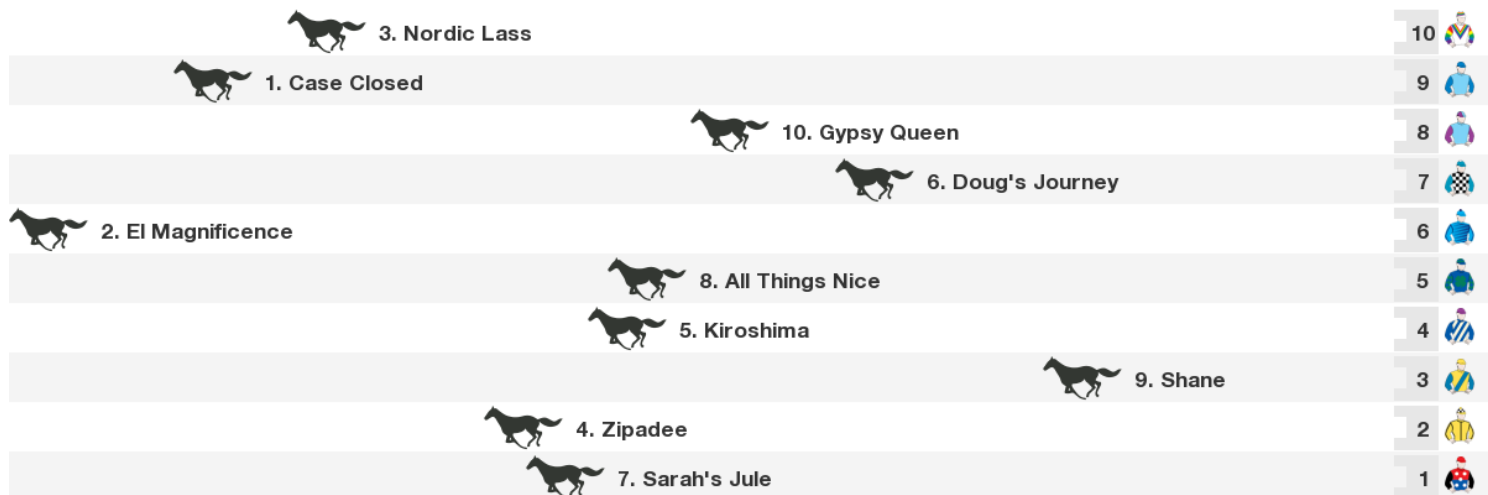 3. Nordic Lass 10
1. Case Closed 9
10. Gypsy Queen 8
6. Doug's Journey 7
2. El Magnificence 6
8. All Things Nice 5
5. Kiroshima 4
9. Shane 3
4. Zipadee 2
7. Sarah's Jule 1